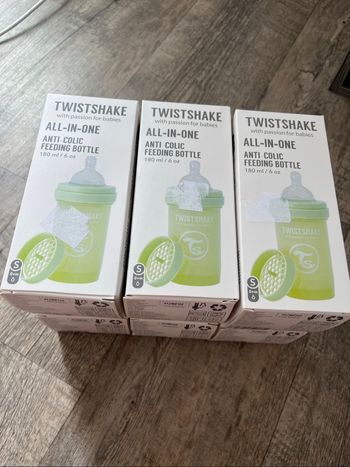 TWISTSHAKE
with passion for babies
ALL-IN-ONE
ANTI-COLIC
FEEDING BOTTLE
180 ml / 6 oz
S
TWISTSHAKE
with passion for babies
ALL-IN-ONE
ANTI-COLIC
FEEDING BOTTLE
180 ml / 6 oz
TWISTSHAKE
S
TWISTSHAKE
with passion for babies
ALL-IN-ONE
ANTI-COLIC
FEEDING BOTTLE
180 ml / 6 oz
TWISTSHAKE
S